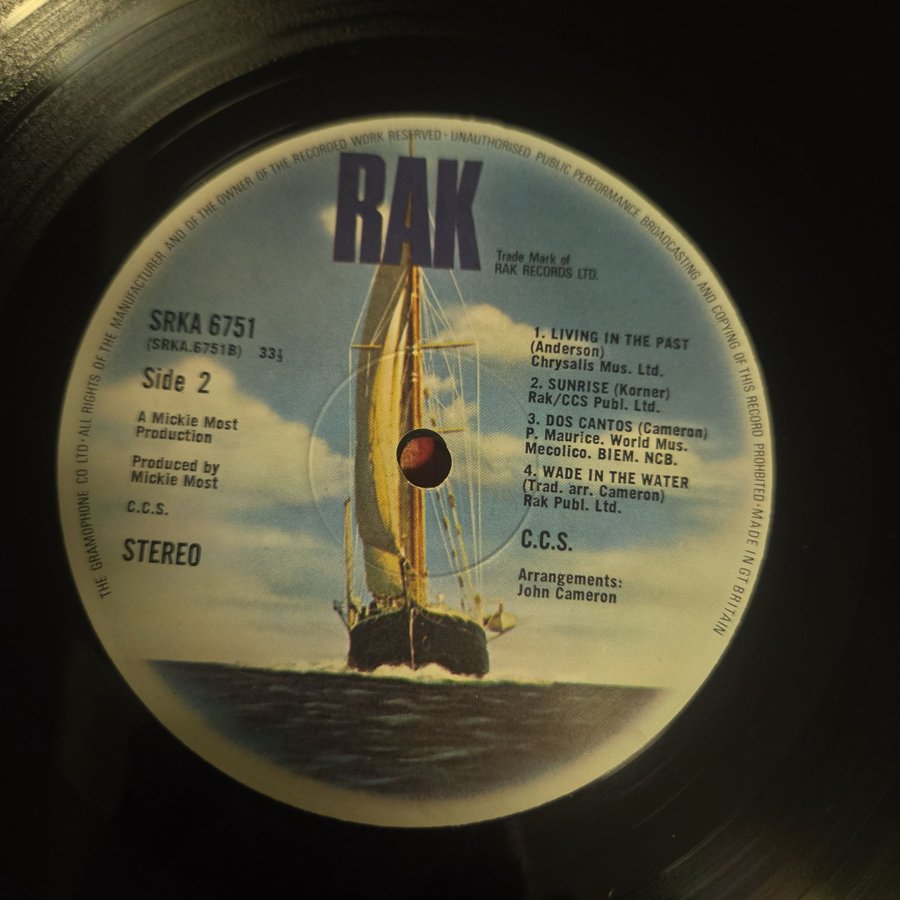 THE GRAMOPHONE CO LTD · ALL RIGHTS OF THE MANUFACTURER AND OF THE OWNER OF THE RECORDED WORK RESERVED · UNAUTHORISED PUBLIC PERFORMANCE BROADCASTING AND COPYING OF THIS RECORD PROHIBITED · MADE IN GT BRITAIN
RAK
Trade Mark of
RAK RECORDS LTD.
SRKA 6751
(SRKA.6751B) 33⅓
Side 2
A Mickie Most
Production
Produced by
Mickie Most
C.C.S.
STEREO
1. LIVING IN THE PAST
(Anderson)
Chrysalis Mus. Ltd.
2. SUNRISE (Korner)
Rak/CCS Publ. Ltd.
3. DOS CANTOS (Cameron)
P. Maurice. World Mus.
Mecolico. BIEM. NCB.
4. WADE IN THE WATER
(Trad. arr. Cameron)
Rak Publ. Ltd.
C.C.S.
Arrangements:
John Cameron